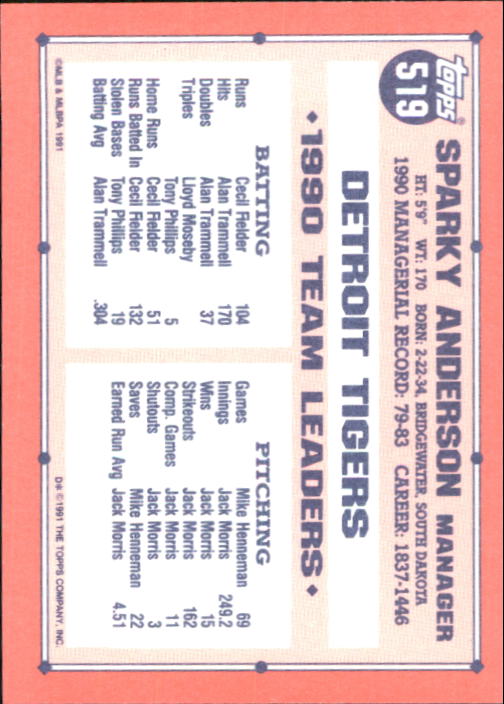 topps®
519
SPARKY ANDERSON MANAGER
HT: 5'9" WT: 170 BORN: 2-22-34, BRIDGEWATER, SOUTH DAKOTA
1990 MANAGERIAL RECORD: 79-83 CAREER: 1837-1446
DETROIT TIGERS
♦ 1990 TEAM LEADERS ♦
BATTING
Runs Cecil Fielder 104
Hits Alan Trammell 170
Doubles Alan Trammell 37
Triples Lloyd Moseby
Tony Phillips 5
Home Runs Cecil Fielder 51
Runs Batted In Cecil Fielder 132
Stolen Bases Tony Phillips 19
Batting Avg Alan Trammell .304
PITCHING
Games Mike Henneman 69
Innings Jack Morris 249.2
Wins Jack Morris 15
Strikeouts Jack Morris 162
Comp. Games Jack Morris 11
Shutouts Jack Morris 3
Saves Mike Henneman 22
Earned Run Avg Jack Morris 4.51
©MLB & MLBPA 1991
D* ©1991 THE TOPPS COMPANY, INC.